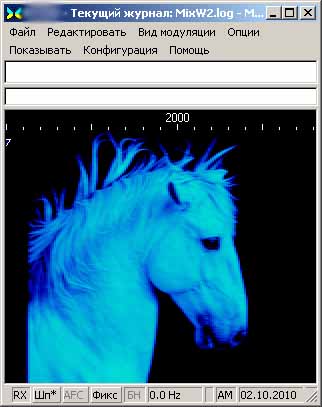 Текущий журнал: MixW2.log - M...
Файл Редактировать Вид модуляции Опции
Показывать Конфигурация Помощь
2000
7
RX Шп* AFC Фикс БН 0.0 Hz AM 02.10.2010